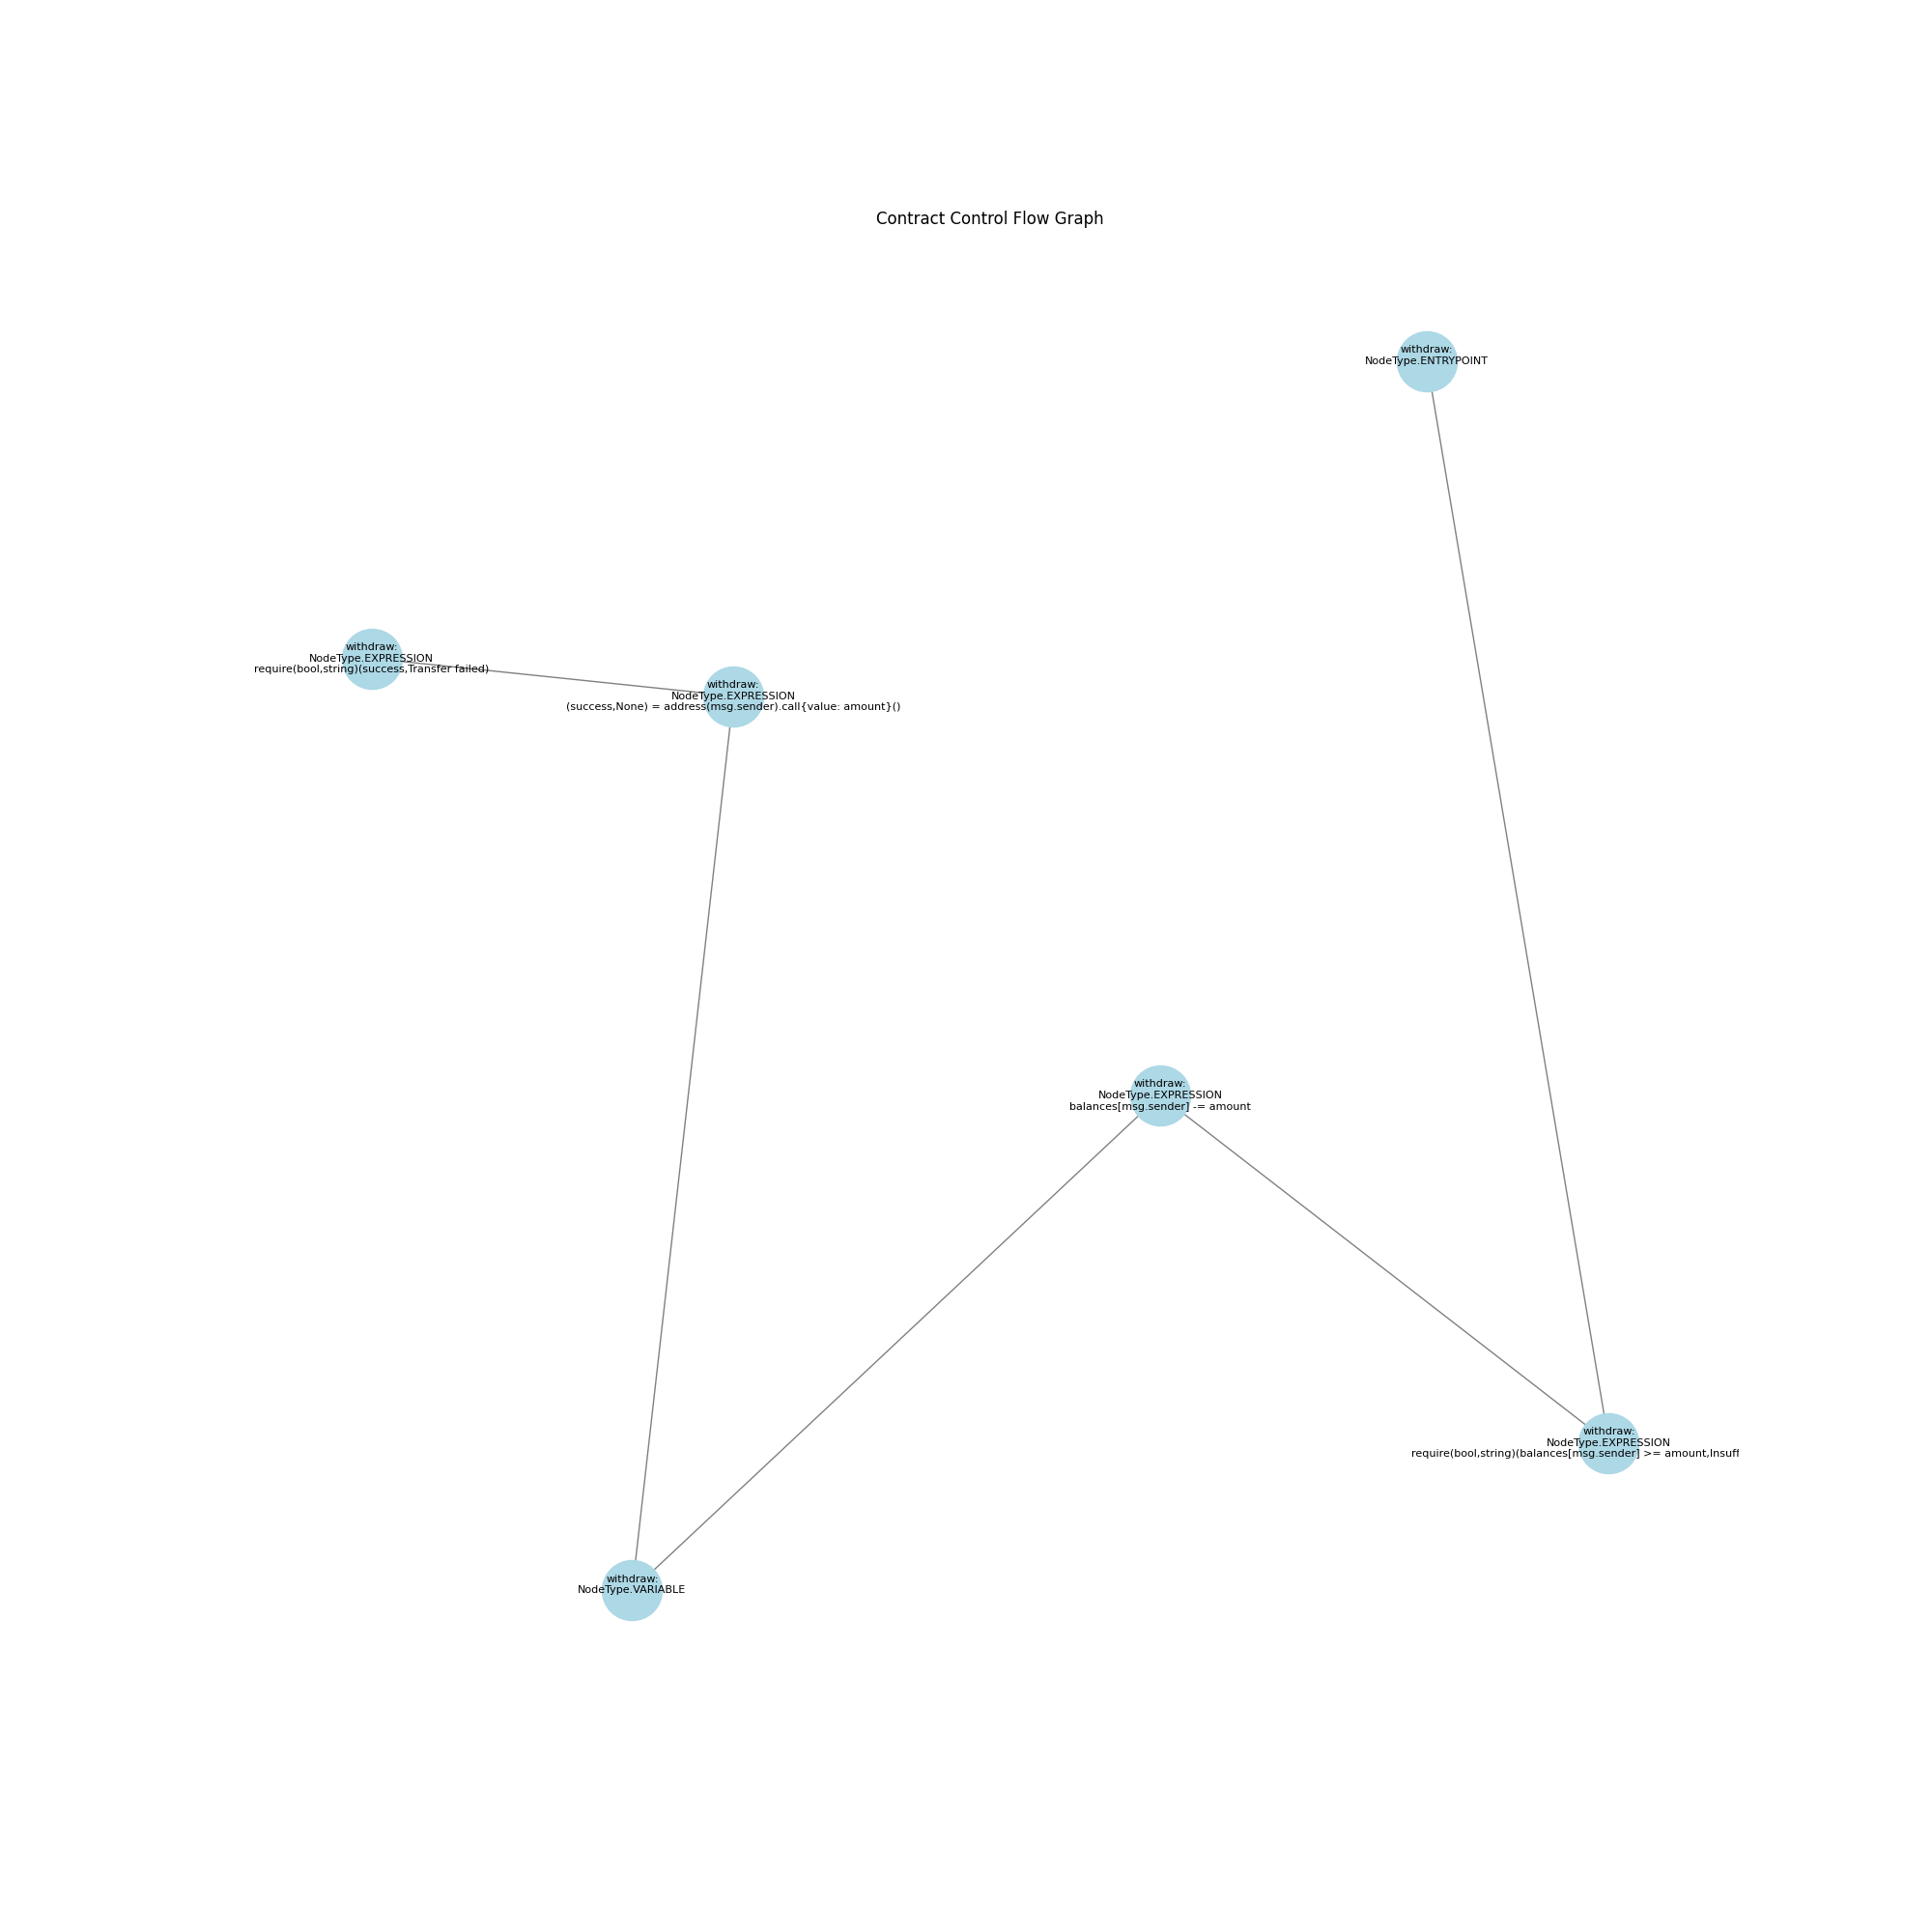 Contract Control Flow Graph
withdraw:
NodeType.ENTRYPOINT
withdraw:
NodeType.EXPRESSION
require(bool,string)(success,Transfer failed)
withdraw:
NodeType.EXPRESSION
(success,None) = address(msg.sender).call{value: amount}()
withdraw:
NodeType.EXPRESSION
balances[msg.sender] -= amount
withdraw:
NodeType.EXPRESSION
require(bool,string)(balances[msg.sender] >= amount,Insuff
withdraw:
NodeType.VARIABLE